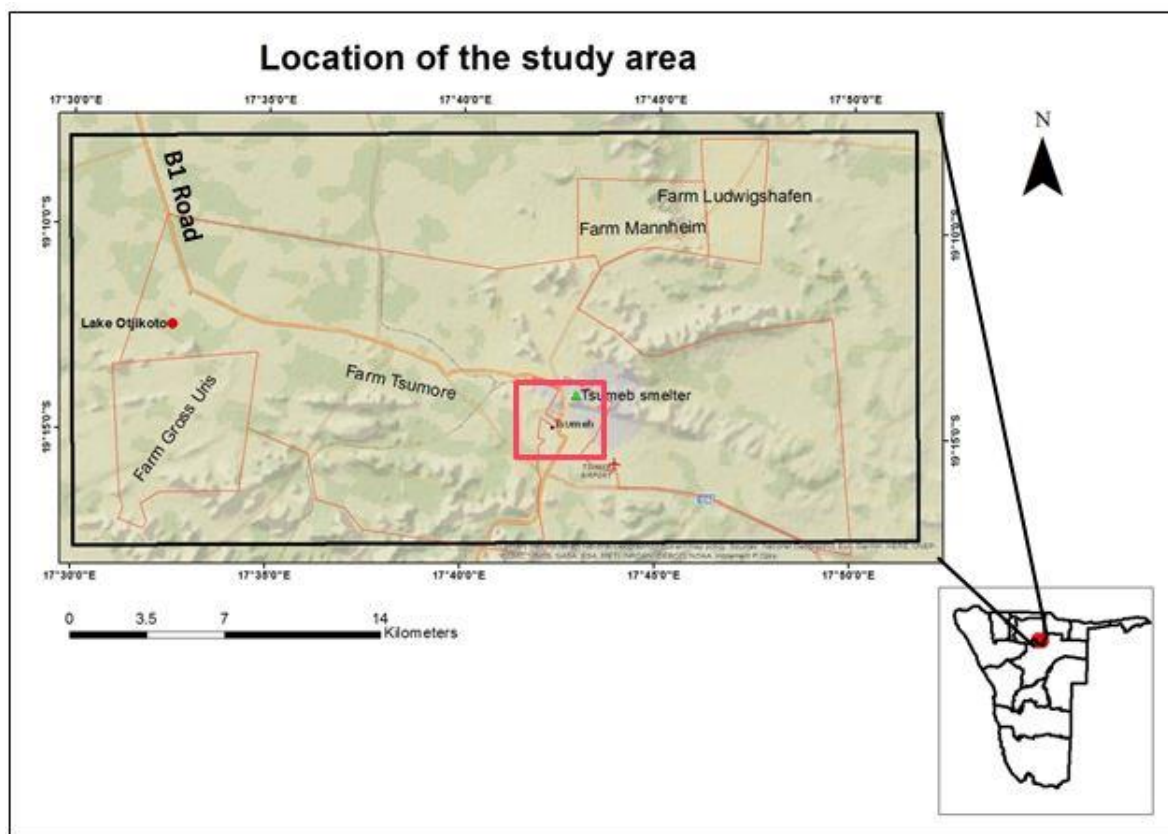 Location of the study area
17°30'0"E 17°35'0"E 17°40'0"E 17°45'0"E 17°50'0"E
N
B1 Road
Farm Ludwigshafen
Farm Mannheim
19°10'0"S 19°10'0"S
Lake Otjikoto
Farm Tsumore
Farm Gross Uris
Tsumeb smelter
Tsumeb
19°15'0"S 19°15'0"S
AIRPORT
17°30'0"E 17°35'0"E 17°40'0"E 17°45'0"E 17°50'0"E
0 3.5 7 14
Kilometers